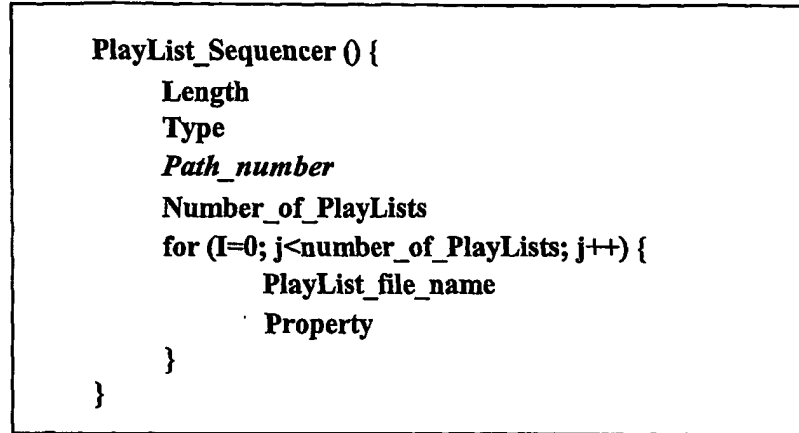 PlayList_Sequencer () {
Length
Type
Path_number
Number_of_PlayLists
for (I=0; j<number_of_PlayLists; j++) {
PlayList_file_name
Property
}
}